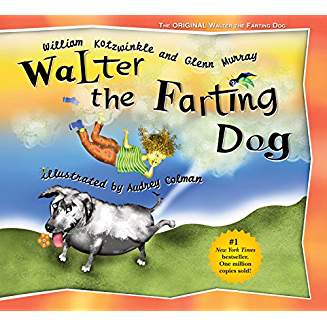 THE ORIGINAL WALTER THE FARTING DOG
William Kotzwinkle and Glenn Murray
Walter
the Farting
Dog
illustrated by Audrey Colman
#1
New York Times
bestseller.
One million
copies sold!